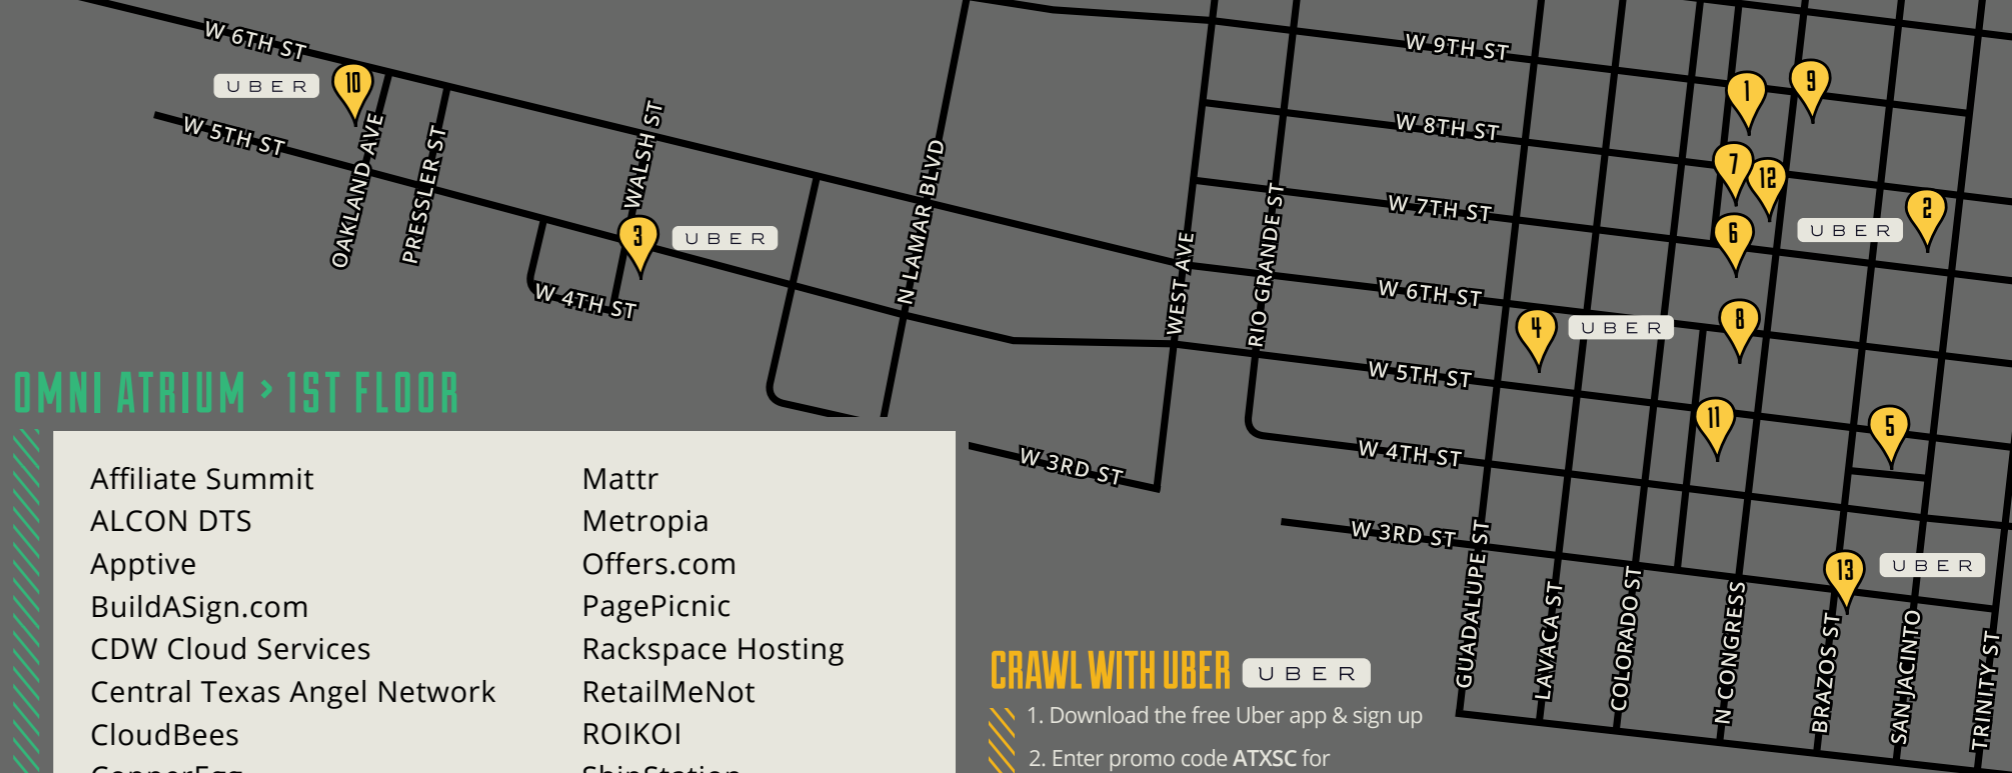 W 6TH ST
UBER
10
W 5TH ST
OAKLAND AVE
PRESSLER ST
WALSH ST
3
UBER
W 4TH ST
N LAMAR BLVD
WEST AVE
RIO GRANDE ST
W 9TH ST
W 8TH ST
W 7TH ST
W 6TH ST
W 5TH ST
W 4TH ST
W 3RD ST
W 3RD ST
1
9
7
12
2
UBER
6
4
UBER
8
11
5
13
UBER
GUADALUPE ST
LAVACA ST
COLORADO ST
N CONGRESS
BRAZOS ST
SAN JACINTO
TRINITY ST
OMNI ATRIUM > 1ST FLOOR
Affiliate Summit
ALCON DTS
Apptive
BuildASign.com
CDW Cloud Services
Central Texas Angel Network
CloudBees
CopperEgg
Mattr
Metropia
Offers.com
PagePicnic
Rackspace Hosting
RetailMeNot
ROIKOI
ShipStation
CRAWL WITH UBER UBER
1. Download the free Uber app & sign up
2. Enter promo code ATXSC for